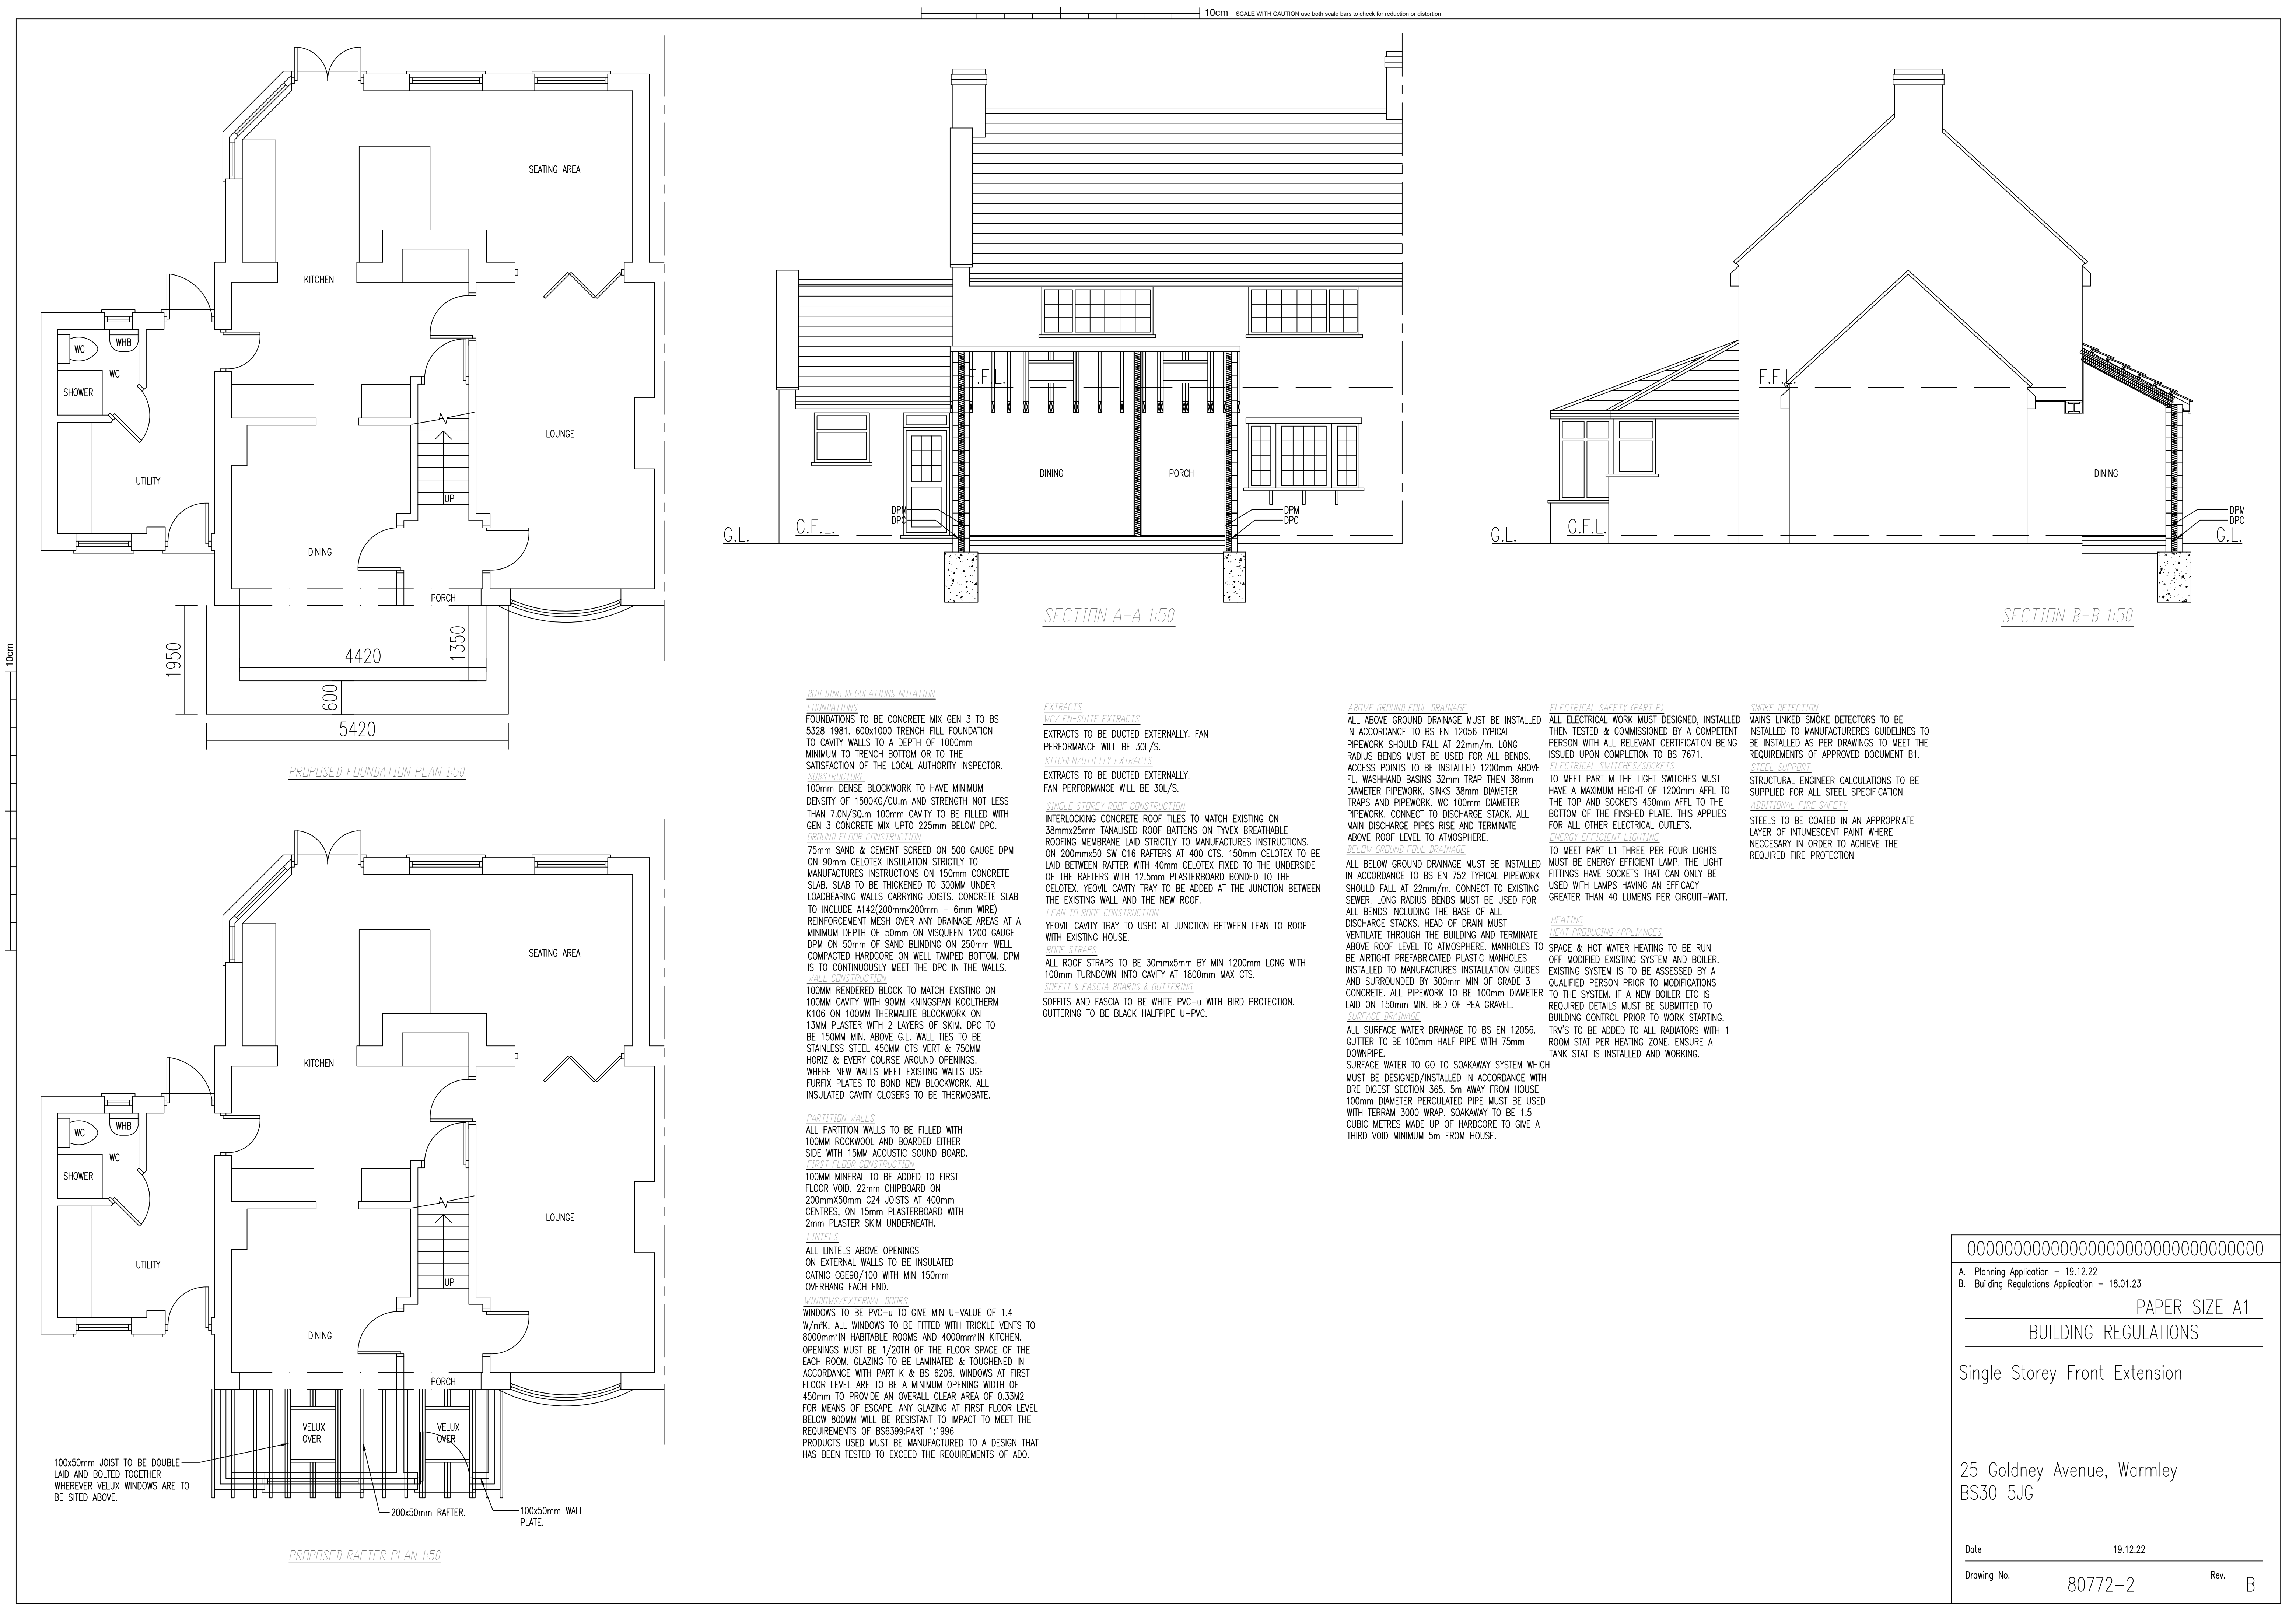 10cm SCALE WITH CAUTION use both scale bars to check for reduction or distortion
10cm
SEATING AREA
KITCHEN
WC
WHB
WC
SHOWER
LOUNGE
UTILITY
UP
DINING
PORCH
1950
4420
1350
600
5420
PROPOSED FOUNDATION PLAN 1:50
F.F.L.
DINING
PORCH
DPM
DPC
DPM
DPC
G.L.
G.F.L.
SECTION A-A 1:50
F.F.L.
DINING
DPM
DPC
G.L.
G.F.L.
G.L.
SECTION B-B 1:50
SEATING AREA
KITCHEN
WC
WHB
WC
SHOWER
LOUNGE
UTILITY
UP
DINING
PORCH
VELUX
OVER
VELUX
OVER
100x50mm JOIST TO BE DOUBLE
LAID AND BOLTED TOGETHER
WHEREVER VELUX WINDOWS ARE TO
BE SITED ABOVE.
200x50mm RAFTER.
100x50mm WALL
PLATE.
PROPOSED RAFTER PLAN 1:50
BUILDING REGULATIONS NOTATION
FOUNDATIONS
FOUNDATIONS TO BE CONCRETE MIX GEN 3 TO BS
5328 1981. 600x1000 TRENCH FILL FOUNDATION
TO CAVITY WALLS TO A DEPTH OF 1000mm
MINIMUM TO TRENCH BOTTOM OR TO THE
SATISFACTION OF THE LOCAL AUTHORITY INSPECTOR.
SUBSTRUCTURE
100mm DENSE BLOCKWORK TO HAVE MINIMUM
DENSITY OF 1500KG/CU.m AND STRENGTH NOT LESS
THAN 7.0N/SQ.m 100mm CAVITY TO BE FILLED WITH
GEN 3 CONCRETE MIX UPTO 225mm BELOW DPC.
GROUND FLOOR CONSTRUCTION
75mm SAND & CEMENT SCREED ON 500 GAUGE DPM
ON 90mm CELOTEX INSULATION STRICTLY TO
MANUFACTURES INSTRUCTIONS ON 150mm CONCRETE
SLAB. SLAB TO BE THICKENED TO 300MM UNDER
LOADBEARING WALLS CARRYING JOISTS. CONCRETE SLAB
TO INCLUDE A142(200mmx200mm - 6mm WIRE)
REINFORCEMENT MESH OVER ANY DRAINAGE AREAS AT A
MINIMUM DEPTH OF 50mm ON VISQUEEN 1200 GAUGE
DPM ON 50mm OF SAND BLINDING ON 250mm WELL
COMPACTED HARDCORE ON WELL TAMPED BOTTOM. DPM
IS TO CONTINUOUSLY MEET THE DPC IN THE WALLS.
WALL CONSTRUCTION
100MM RENDERED BLOCK TO MATCH EXISTING ON
100MM CAVITY WITH 90MM KNINGSPAN KOOLTHERM
K106 ON 100MM THERMALITE BLOCKWORK ON
13MM PLASTER WITH 2 LAYERS OF SKIM. DPC TO
BE 150MM MIN. ABOVE G.L. WALL TIES TO BE
STAINLESS STEEL 450MM CTS VERT & 750MM
HORIZ & EVERY COURSE AROUND OPENINGS.
WHERE NEW WALLS MEET EXISTING WALLS USE
FURFIX PLATES TO BOND NEW BLOCKWORK. ALL
INSULATED CAVITY CLOSERS TO BE THERMOBATE.
PARTITION WALLS
ALL PARTITION WALLS TO BE FILLED WITH
100MM ROCKWOOL AND BOARDED EITHER
SIDE WITH 15MM ACOUSTIC SOUND BOARD.
FIRST FLOOR CONSTRUCTION
100MM MINERAL TO BE ADDED TO FIRST
FLOOR VOID. 22mm CHIPBOARD ON
200mmX50mm C24 JOISTS AT 400mm
CENTRES, ON 15mm PLASTERBOARD WITH
2mm PLASTER SKIM UNDERNEATH.
LINTELS
ALL LINTELS ABOVE OPENINGS
ON EXTERNAL WALLS TO BE INSULATED
CATNIC CGE90/100 WITH MIN 150mm
OVERHANG EACH END.
WINDOWS/EXTERNAL DOORS
WINDOWS TO BE PVC-u TO GIVE MIN U-VALUE OF 1.4
W/m²K. ALL WINDOWS TO BE FITTED WITH TRICKLE VENTS TO
8000mm² IN HABITABLE ROOMS AND 4000mm² IN KITCHEN.
OPENINGS MUST BE 1/20TH OF THE FLOOR SPACE OF THE
EACH ROOM. GLAZING TO BE LAMINATED & TOUGHENED IN
ACCORDANCE WITH PART K & BS 6206. WINDOWS AT FIRST
FLOOR LEVEL ARE TO BE A MINIMUM OPENING WIDTH OF
450mm TO PROVIDE AN OVERALL CLEAR AREA OF 0.33M2
FOR MEANS OF ESCAPE. ANY GLAZING AT FIRST FLOOR LEVEL
BELOW 800MM WILL BE RESISTANT TO IMPACT TO MEET THE
REQUIREMENTS OF BS6399:PART 1:1996
PRODUCTS USED MUST BE MANUFACTURED TO A DESIGN THAT
HAS BEEN TESTED TO EXCEED THE REQUIREMENTS OF ADQ.
EXTRACTS
WC/ EN-SUITE EXTRACTS
EXTRACTS TO BE DUCTED EXTERNALLY. FAN
PERFORMANCE WILL BE 30L/S.
KITCHEN/UTILITY EXTRACTS
EXTRACTS TO BE DUCTED EXTERNALLY.
FAN PERFORMANCE WILL BE 30L/S.
SINGLE STOREY ROOF CONSTRUCTION
INTERLOCKING CONCRETE ROOF TILES TO MATCH EXISTING ON
38mmx25mm TANALISED ROOF BATTENS ON TYVEX BREATHABLE
ROOFING MEMBRANE LAID STRICTLY TO MANUFACTURES INSTRUCTIONS.
ON 200mmx50 SW C16 RAFTERS AT 400 CTS. 150mm CELOTEX TO BE
LAID BETWEEN RAFTER WITH 40mm CELOTEX FIXED TO THE UNDERSIDE
OF THE RAFTERS WITH 12.5mm PLASTERBOARD BONDED TO THE
CELOTEX. YEOVIL CAVITY TRAY TO BE ADDED AT THE JUNCTION BETWEEN
THE EXISTING WALL AND THE NEW ROOF.
LEAN TO ROOF CONSTRUCTION
YEOVIL CAVITY TRAY TO USED AT JUNCTION BETWEEN LEAN TO ROOF
WITH EXISTING HOUSE.
ROOF STRAPS
ALL ROOF STRAPS TO BE 30mmx5mm BY MIN 1200mm LONG WITH
100mm TURNDOWN INTO CAVITY AT 1800mm MAX CTS.
SOFFIT & FASCIA BOARDS & GUTTERING
SOFFITS AND FASCIA TO BE WHITE PVC-u WITH BIRD PROTECTION.
GUTTERING TO BE BLACK HALFPIPE U-PVC.
ABOVE GROUND FOUL DRAINAGE
ALL ABOVE GROUND DRAINAGE MUST BE INSTALLED
IN ACCORDANCE TO BS EN 12056 TYPICAL
PIPEWORK SHOULD FALL AT 22mm/m. LONG
RADIUS BENDS MUST BE USED FOR ALL BENDS.
ACCESS POINTS TO BE INSTALLED 1200mm ABOVE
FL. WASHHAND BASINS 32mm TRAP THEN 38mm
DIAMETER PIPEWORK. SINKS 38mm DIAMETER
TRAPS AND PIPEWORK. WC 100mm DIAMETER
PIPEWORK. CONNECT TO DISCHARGE STACK. ALL
MAIN DISCHARGE PIPES RISE AND TERMINATE
ABOVE ROOF LEVEL TO ATMOSPHERE.
BELOW GROUND FOUL DRAINAGE
ALL BELOW GROUND DRAINAGE MUST BE INSTALLED
IN ACCORDANCE TO BS EN 752 TYPICAL PIPEWORK
SHOULD FALL AT 22mm/m. CONNECT TO EXISTING
SEWER. LONG RADIUS BENDS MUST BE USED FOR
ALL BENDS INCLUDING THE BASE OF ALL
DISCHARGE STACKS. HEAD OF DRAIN MUST
VENTILATE THROUGH THE BUILDING AND TERMINATE
ABOVE ROOF LEVEL TO ATMOSPHERE. MANHOLES TO
BE AIRTIGHT PREFABRICATED PLASTIC MANHOLES
INSTALLED TO MANUFACTURES INSTALLATION GUIDES
AND SURROUNDED BY 300mm MIN OF GRADE 3
CONCRETE. ALL PIPEWORK TO BE 100mm DIAMETER
LAID ON 150mm MIN. BED OF PEA GRAVEL.
SURFACE DRAINAGE
ALL SURFACE WATER DRAINAGE TO BS EN 12056.
GUTTER TO BE 100mm HALF PIPE WITH 75mm
DOWNPIPE.
SURFACE WATER TO GO TO SOAKAWAY SYSTEM WHICH
MUST BE DESIGNED/INSTALLED IN ACCORDANCE WITH
BRE DIGEST SECTION 365. 5m AWAY FROM HOUSE
100mm DIAMETER PERCULATED PIPE MUST BE USED
WITH TERRAM 3000 WRAP. SOAKAWAY TO BE 1.5
CUBIC METRES MADE UP OF HARDCORE TO GIVE A
THIRD VOID MINIMUM 5m FROM HOUSE.
ELECTRICAL SAFETY (PART P)
ALL ELECTRICAL WORK MUST DESIGNED, INSTALLED
THEN TESTED & COMMISSIONED BY A COMPETENT
PERSON WITH ALL RELEVANT CERTIFICATION BEING
ISSUED UPON COMPLETION TO BS 7671.
ELECTRICAL SWITCHES/SOCKETS
TO MEET PART M THE LIGHT SWITCHES MUST
HAVE A MAXIMUM HEIGHT OF 1200mm AFFL TO
THE TOP AND SOCKETS 450mm AFFL TO THE
BOTTOM OF THE FINSHED PLATE. THIS APPLIES
FOR ALL OTHER ELECTRICAL OUTLETS.
ENERGY EFFICIENT LIGHTING
TO MEET PART L1 THREE PER FOUR LIGHTS
MUST BE ENERGY EFFICIENT LAMP. THE LIGHT
FITTINGS HAVE SOCKETS THAT CAN ONLY BE
USED WITH LAMPS HAVING AN EFFICACY
GREATER THAN 40 LUMENS PER CIRCUIT-WATT.
HEATING
HEAT PRODUCING APPLIANCES
SPACE & HOT WATER HEATING TO BE RUN
OFF MODIFIED EXISTING SYSTEM AND BOILER.
EXISTING SYSTEM IS TO BE ASSESSED BY A
QUALIFIED PERSON PRIOR TO MODIFICATIONS
TO THE SYSTEM. IF A NEW BOILER ETC IS
REQUIRED DETAILS MUST BE SUBMITTED TO
BUILDING CONTROL PRIOR TO WORK STARTING.
TRV'S TO BE ADDED TO ALL RADIATORS WITH 1
ROOM STAT PER HEATING ZONE. ENSURE A
TANK STAT IS INSTALLED AND WORKING.
SMOKE DETECTION
MAINS LINKED SMOKE DETECTORS TO BE
INSTALLED TO MANUFACTURERES GUIDELINES TO
BE INSTALLED AS PER DRAWINGS TO MEET THE
REQUIREMENTS OF APPROVED DOCUMENT B1.
STEEL SUPPORT
STRUCTURAL ENGINEER CALCULATIONS TO BE
SUPPLIED FOR ALL STEEL SPECIFICATION.
ADDITIONAL FIRE SAFETY
STEELS TO BE COATED IN AN APPROPRIATE
LAYER OF INTUMESCENT PAINT WHERE
NECCESARY IN ORDER TO ACHIEVE THE
REQUIRED FIRE PROTECTION
00000000000000000000000000000000
A. Planning Application - 19.12.22
B. Building Regulations Application - 18.01.23
PAPER SIZE A1
BUILDING REGULATIONS
Single Storey Front Extension
25 Goldney Avenue, Warmley
BS30 5JG
Date 19.12.22
Drawing No. 80772-2 Rev. B